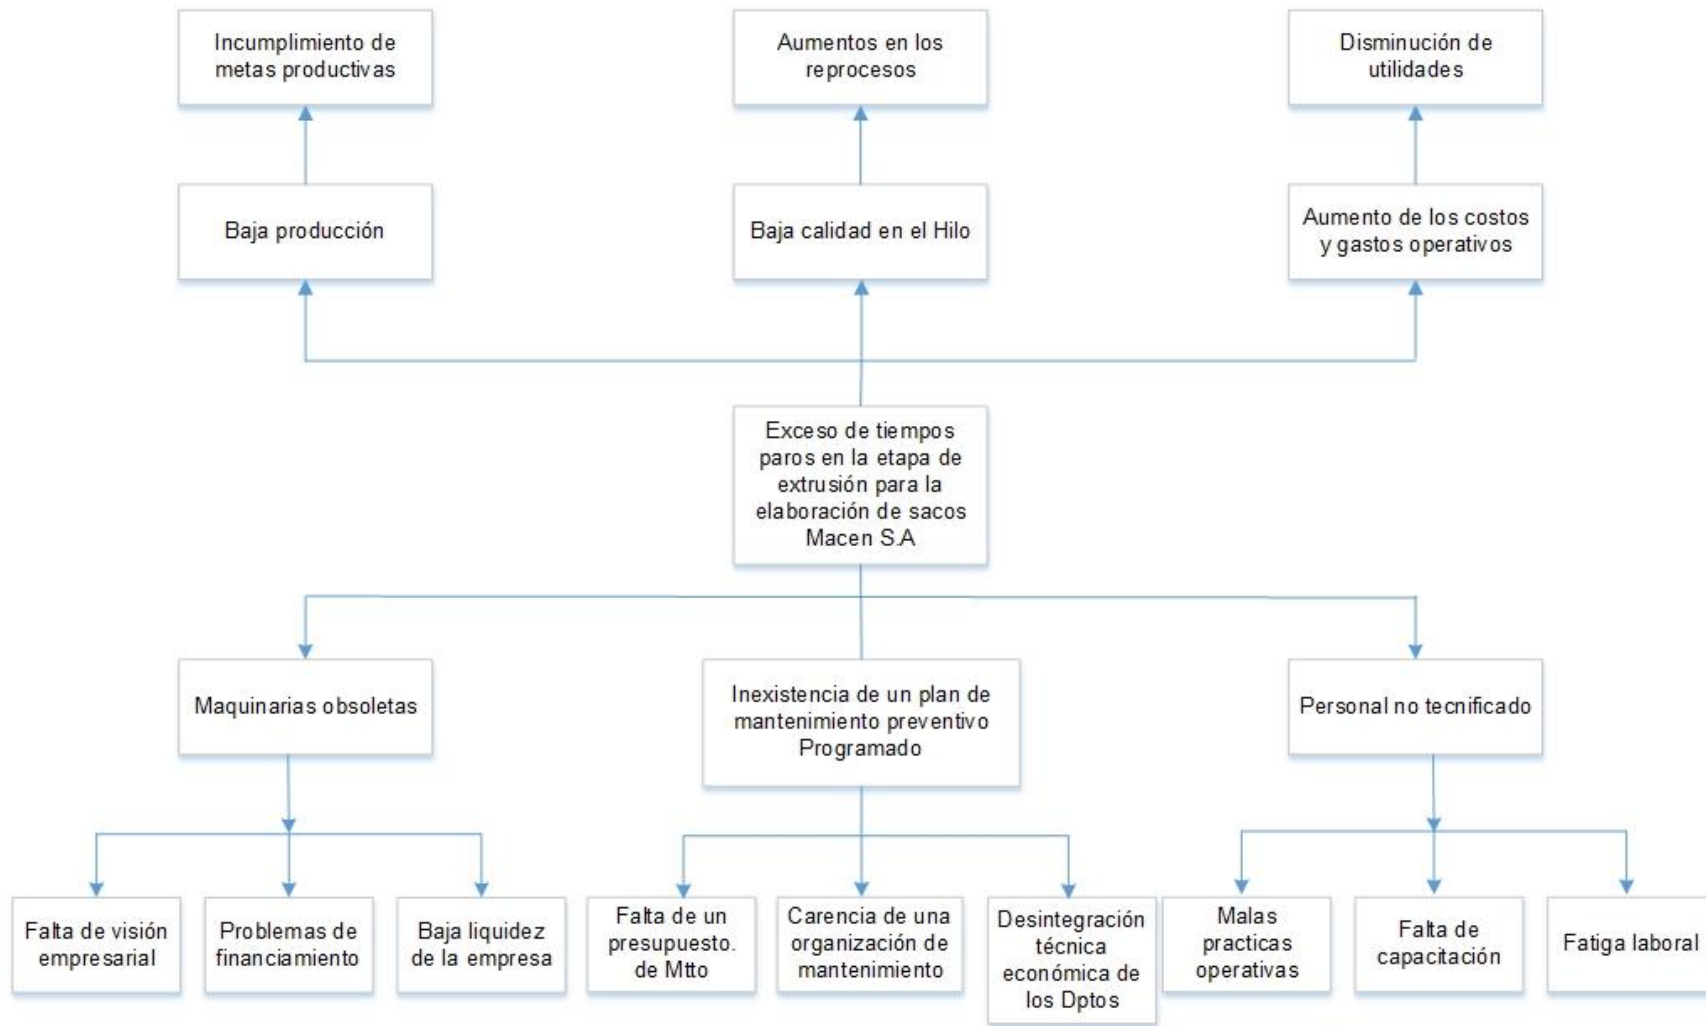 Incumplimiento de
metas productivas
Aumentos en los
reprocesos
Disminución de
utilidades
Baja producción
Baja calidad en el Hilo
Aumento de los costos
y gastos operativos
Exceso de tiempos
paros en la etapa de
extrusión para la
elaboración de sacos
Macen S.A
Maquinarias obsoletas
Inexistencia de un plan de
mantenimiento preventivo
Programado
Personal no tecnificado
Falta de visión
empresarial
Problemas de
financiamiento
Baja liquidez
de la empresa
Falta de un
presupuesto.
de Mtto
Carencia de una
organización de
mantenimiento
Desintegración
técnica
económica de
los Dptos
Malas
practicas
operativas
Falta de
capacitación
Fatiga laboral